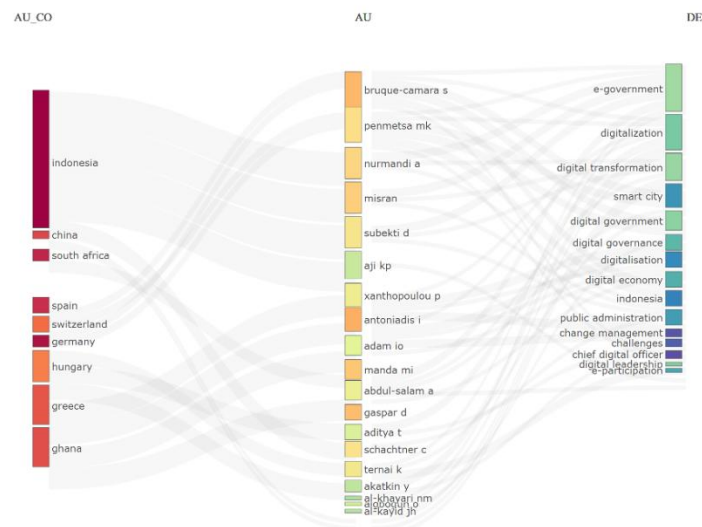 AU_CO
AU
DE
indonesia
china
south africa
spain
switzerland
germany
hungary
greece
ghana
bruque-camara s
penmetsa mk
nurmandi a
misran
subekti d
aji kp
xanthopoulou p
antoniadis i
adam io
manda mi
abdul-salam a
gaspar d
aditya t
schachtner c
ternai k
akatkin y
al-khayari nm
al-kayid jh
e-government
digitalization
digital transformation
smart city
digital government
digital governance
digitalisation
digital economy
indonesia
public administration
change management
challenges
chief digital officer
digital leadership
e-participation